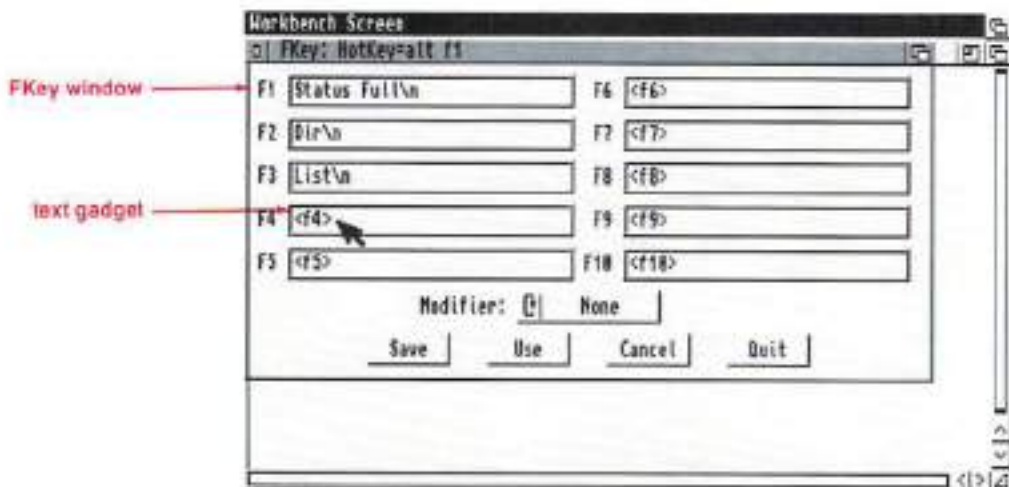 Workbench Screen
FKey: HotKey=alt f1
FKey window
F1 Status Full\n
F6 <f6>
F2 Dir\n
F7 <f7>
F3 List\n
F8 <f8>
text gadget
F4 <f4>
F9 <f9>
F5 <f5>
F10 <f10>
Modifier: None
Save Use Cancel Quit